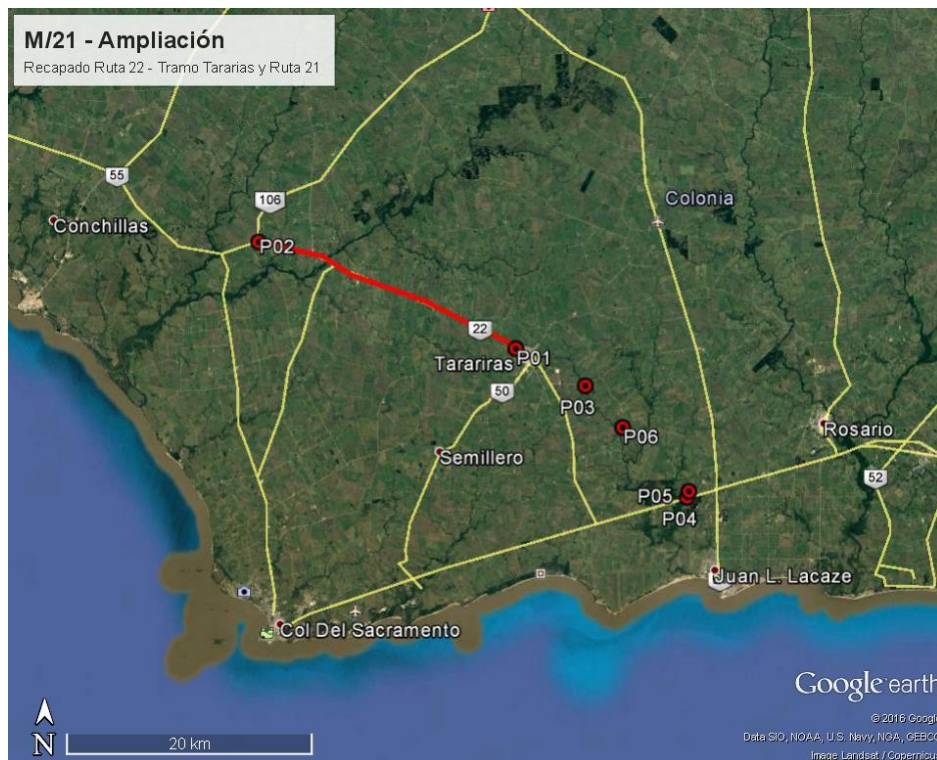 M/21 - Ampliación
Recapado Ruta 22 - Tramo Tararias y Ruta 21
55
106
Colonia
Conchillas
P02
22
P01
Tarariras
50
P03
P06
Rosario
Semillero
52
P05
P04
Juan L. Lacaze
Col Del Sacramento
Google earth
© 2016 Google
N
20 km
Data SIO, NOAA, U.S. Navy, NGA, GEBCO
Image Landsat / Copernicus